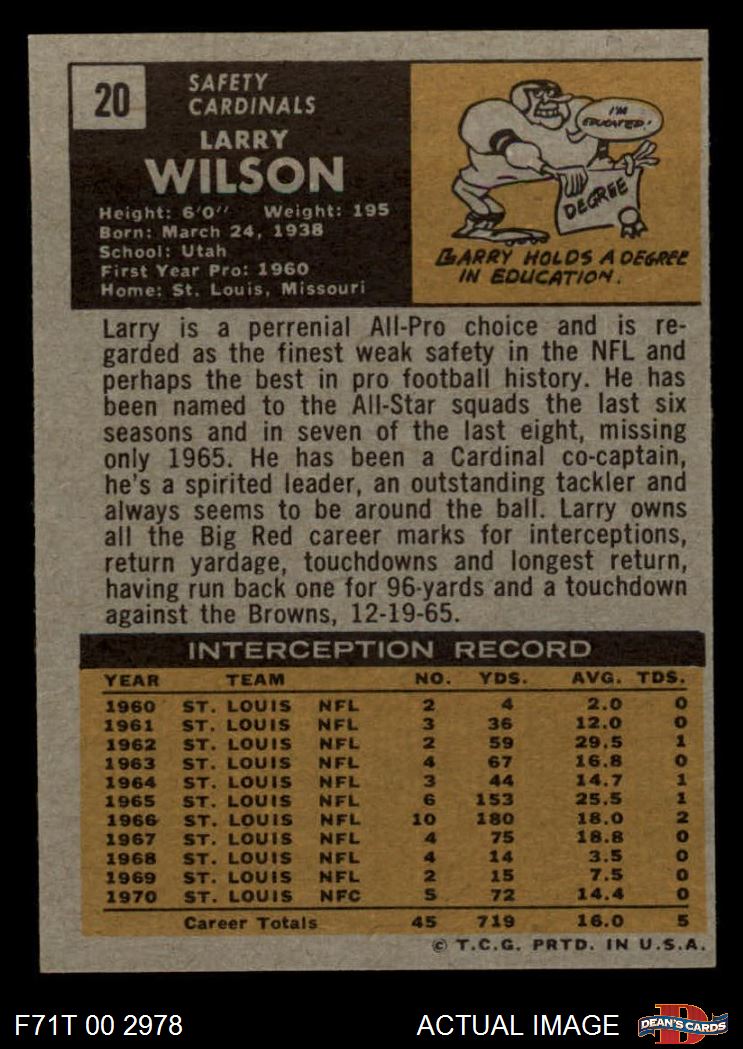 20
SAFETY
CARDINALS
LARRY
WILSON
Height: 6'0" Weight: 195
Born: March 24, 1938
School: Utah
First Year Pro: 1960
Home: St. Louis, Missouri
I'M
EDUCATED!
DEGREE
LARRY HOLDS A DEGREE
IN EDUCATION.
Larry is a perrenial All-Pro choice and is re-
garded as the finest weak safety in the NFL and
perhaps the best in pro football history. He has
been named to the All-Star squads the last six
seasons and in seven of the last eight, missing
only 1965. He has been a Cardinal co-captain,
he's a spirited leader, an outstanding tackler and
always seems to be around the ball. Larry owns
all the Big Red career marks for interceptions,
return yardage, touchdowns and longest return,
having run back one for 96-yards and a touchdown
against the Browns, 12-19-65.
INTERCEPTION RECORD
YEAR TEAM NO. YDS. AVG. TDS.
1960 ST. LOUIS NFL 2 4 2.0 0
1961 ST. LOUIS NFL 3 36 12.0 0
1962 ST. LOUIS NFL 2 59 29.5 1
1963 ST. LOUIS NFL 4 67 16.8 0
1964 ST. LOUIS NFL 3 44 14.7 1
1965 ST. LOUIS NFL 6 153 25.5 1
1966 ST. LOUIS NFL 10 180 18.0 2
1967 ST. LOUIS NFL 4 75 18.8 0
1968 ST. LOUIS NFL 4 14 3.5 0
1969 ST. LOUIS NFL 2 15 7.5 0
1970 ST. LOUIS NFC 5 72 14.4 0
Career Totals 45 719 16.0 5
© T.C.G. PRTD. IN U.S.A.
F71T 00 2978 ACTUAL IMAGE
D
DEAN'S CARDS